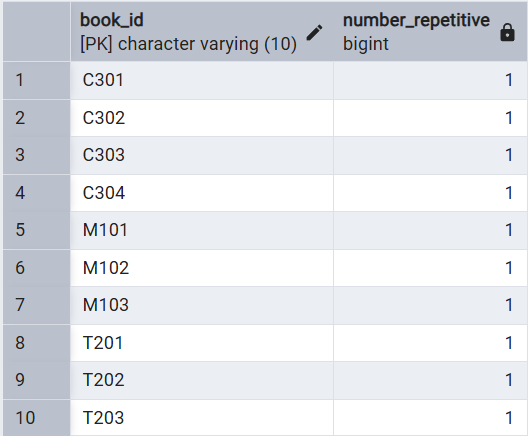 book_id number_repetitive
[PK] character varying (10) bigint
1 C301 1
2 C302 1
3 C303 1
4 C304 1
5 M101 1
6 M102 1
7 M103 1
8 T201 1
9 T202 1
10 T203 1